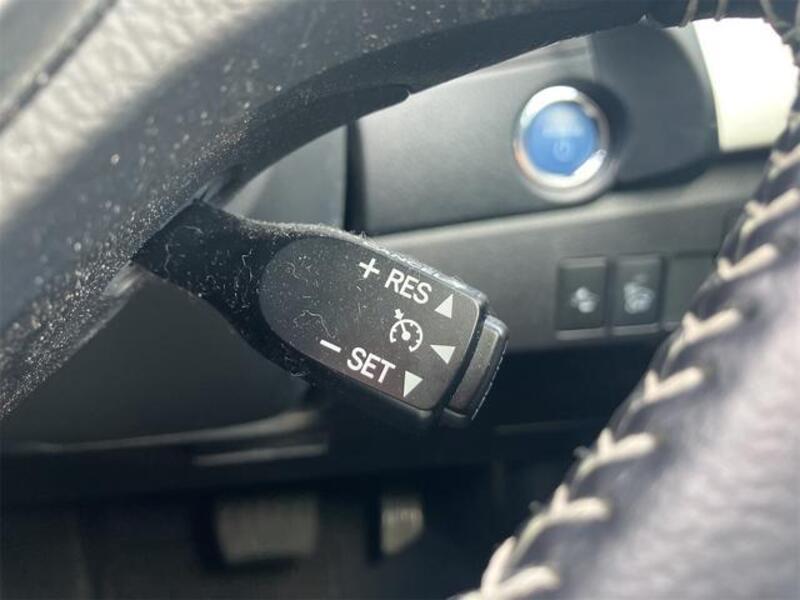 + RES
– SET